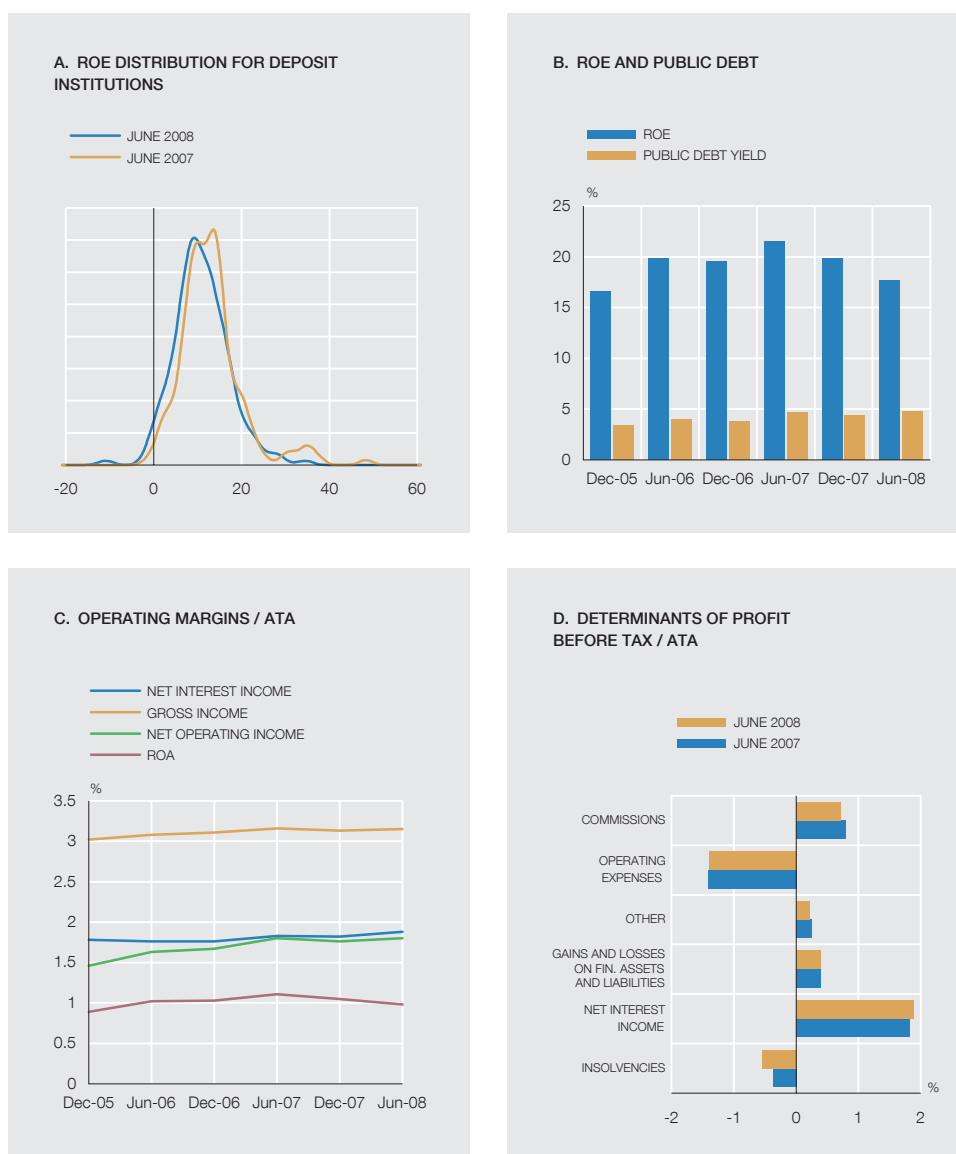 A. ROE DISTRIBUTION FOR DEPOSIT
INSTITUTIONS
JUNE 2008
JUNE 2007
-20 0 20 40 60
B. ROE AND PUBLIC DEBT
ROE
PUBLIC DEBT YIELD
%
25
20
15
10
5
0
Dec-05 Jun-06 Dec-06 Jun-07 Dec-07 Jun-08
C. OPERATING MARGINS / ATA
NET INTEREST INCOME
GROSS INCOME
NET OPERATING INCOME
ROA
%
3.5
3
2.5
2
1.5
1
0.5
0
Dec-05 Jun-06 Dec-06 Jun-07 Dec-07 Jun-08
D. DETERMINANTS OF PROFIT
BEFORE TAX / ATA
JUNE 2008
JUNE 2007
COMMISSIONS
OPERATING
EXPENSES
OTHER
GAINS AND LOSSES
ON FIN. ASSETS
AND LIABILITIES
NET INTEREST
INCOME
INSOLVENCIES
%
-2 -1 0 1 2